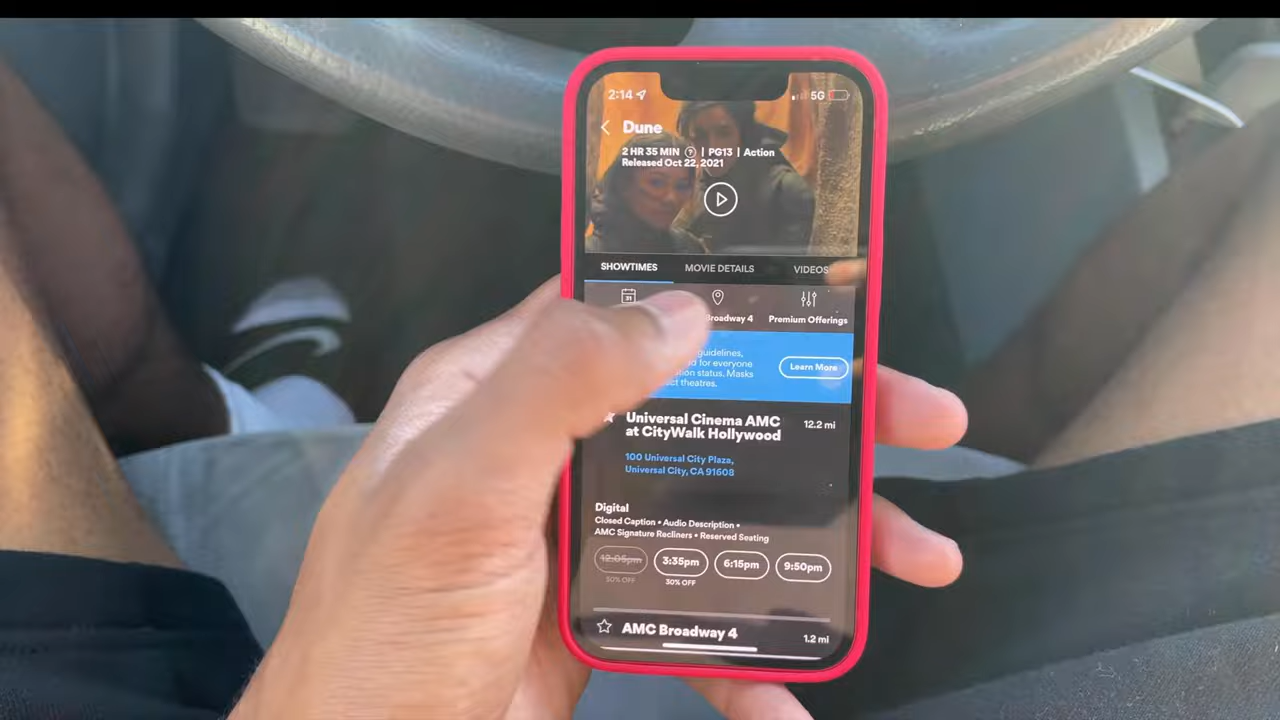 2:14 5G
Dune
2 HR 35 MIN ? | PG13 | Action
Released Oct 22, 2021
SHOWTIMES MOVIE DETAILS VIDEOS
31
Broadway 4 Premium Offerings
guidelines,
for everyone
status. Masks
theatres.
Learn More
Universal Cinema AMC
at CityWalk Hollywood
12.2 mi
100 Universal City Plaza,
Universal City, CA 91608
Digital
Closed Caption • Audio Description •
AMC Signature Recliners • Reserved Seating
12:05pm 3:35pm 6:15pm 9:50pm
30% OFF
AMC Broadway 4 1.2 mi